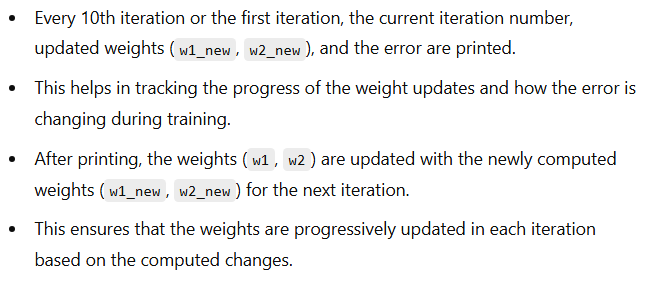 • Every 10th iteration or the first iteration, the current iteration number,
updated weights ( w1_new , w2_new ), and the error are printed.
• This helps in tracking the progress of the weight updates and how the error is
changing during training.
• After printing, the weights ( w1 , w2 ) are updated with the newly computed
weights ( w1_new , w2_new ) for the next iteration.
• This ensures that the weights are progressively updated in each iteration
based on the computed changes.